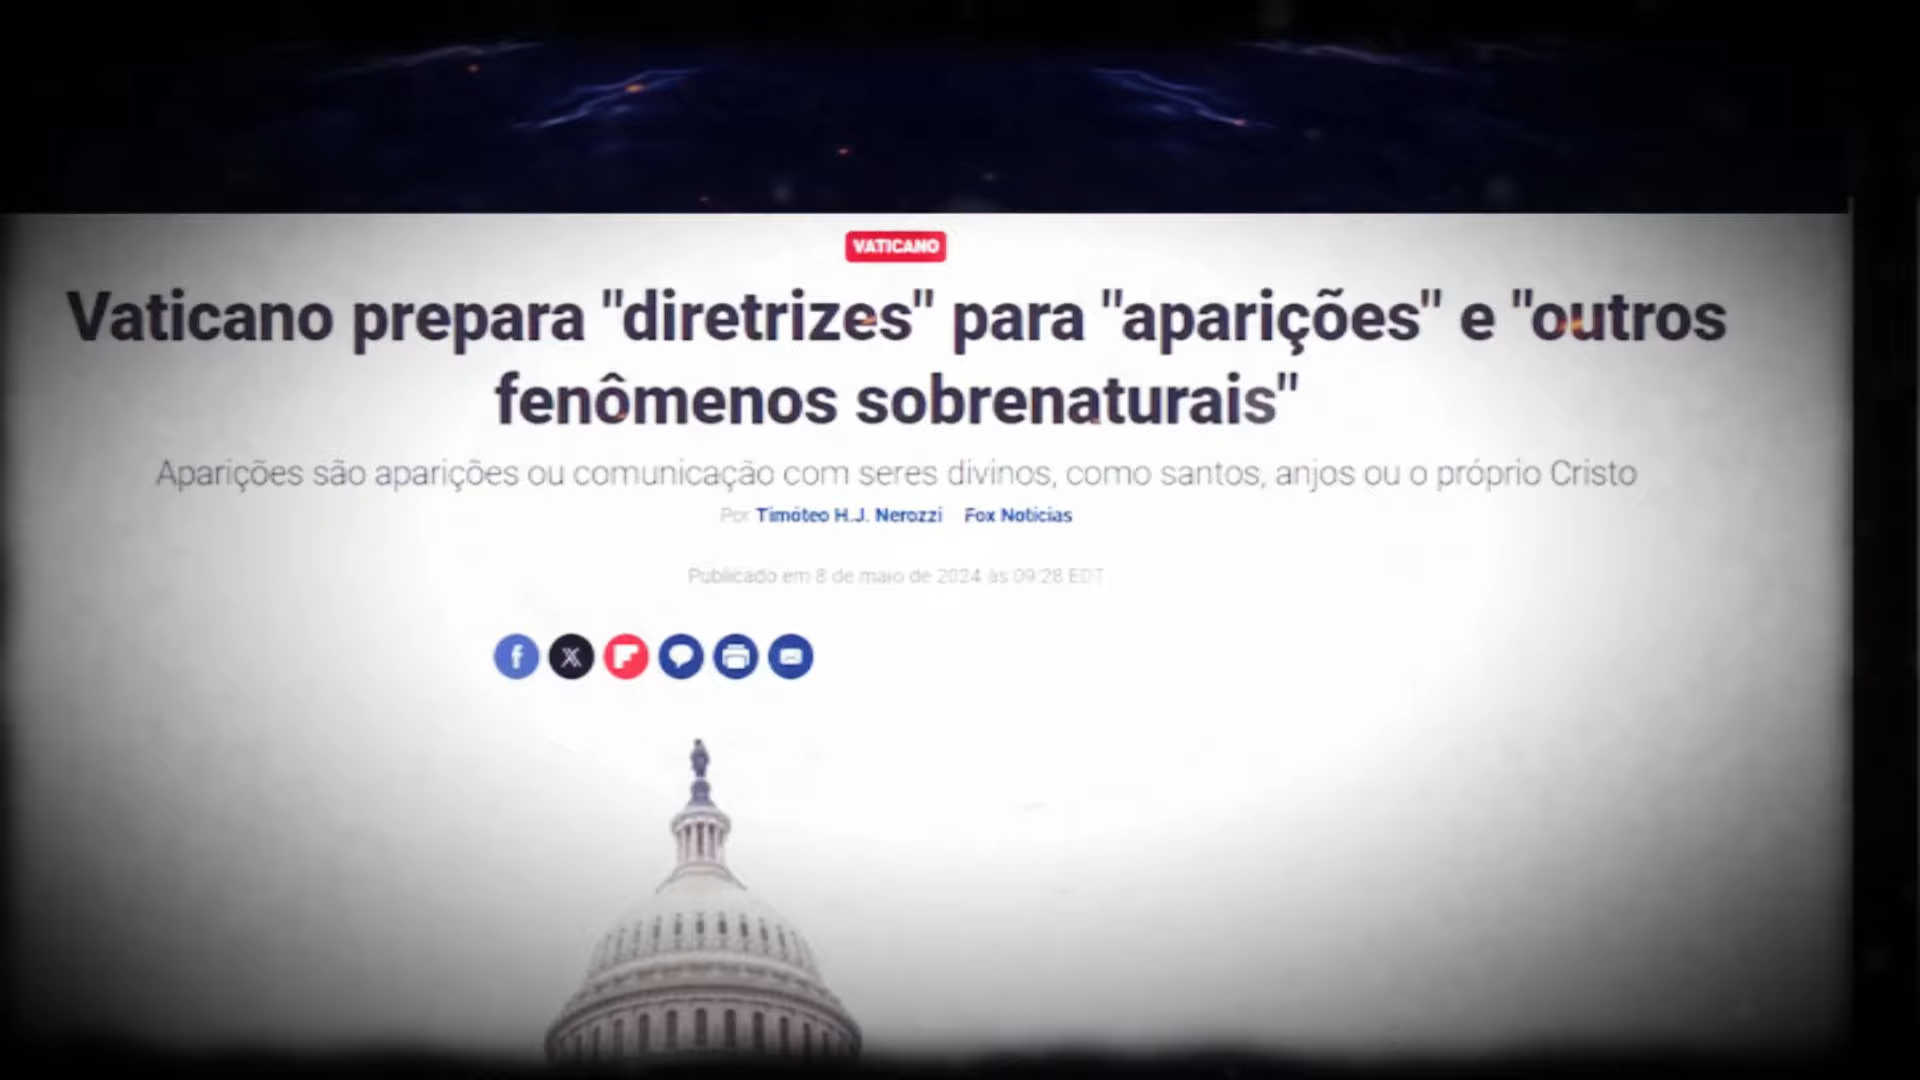 VATICANO
Vaticano prepara "diretrizes" para "aparições" e "outros
fenômenos sobrenaturais"
Aparições são aparições ou comunicação com seres divinos, como santos, anjos ou o próprio Cristo
Por Timóteo H.J. Nerozzi Fox Notícias
Publicado em 8 de maio de 2024 às 09:28 EDT